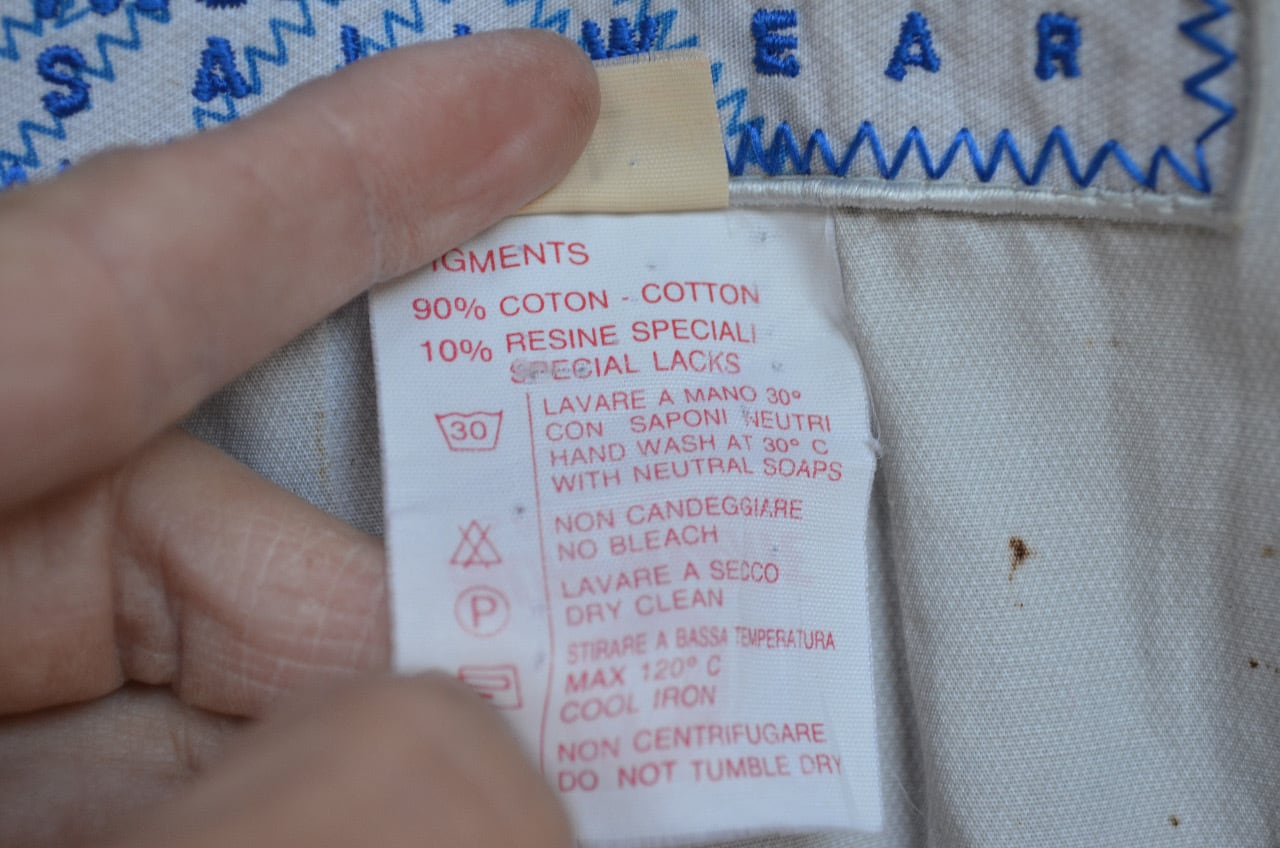 S A I L W E A R
IGMENTS
90% COTON - COTTON
10% RESINE SPECIALI
SPECIAL LACKS
30
LAVARE A MANO 30°
CON SAPONI NEUTRI
HAND WASH AT 30° C
WITH NEUTRAL SOAPS
NON CANDEGGIARE
NO BLEACH
P
LAVARE A SECCO
DRY CLEAN
STIRARE A BASSA TEMPERATURA
MAX 120° C
COOL IRON
NON CENTRIFUGARE
DO NOT TUMBLE DRY